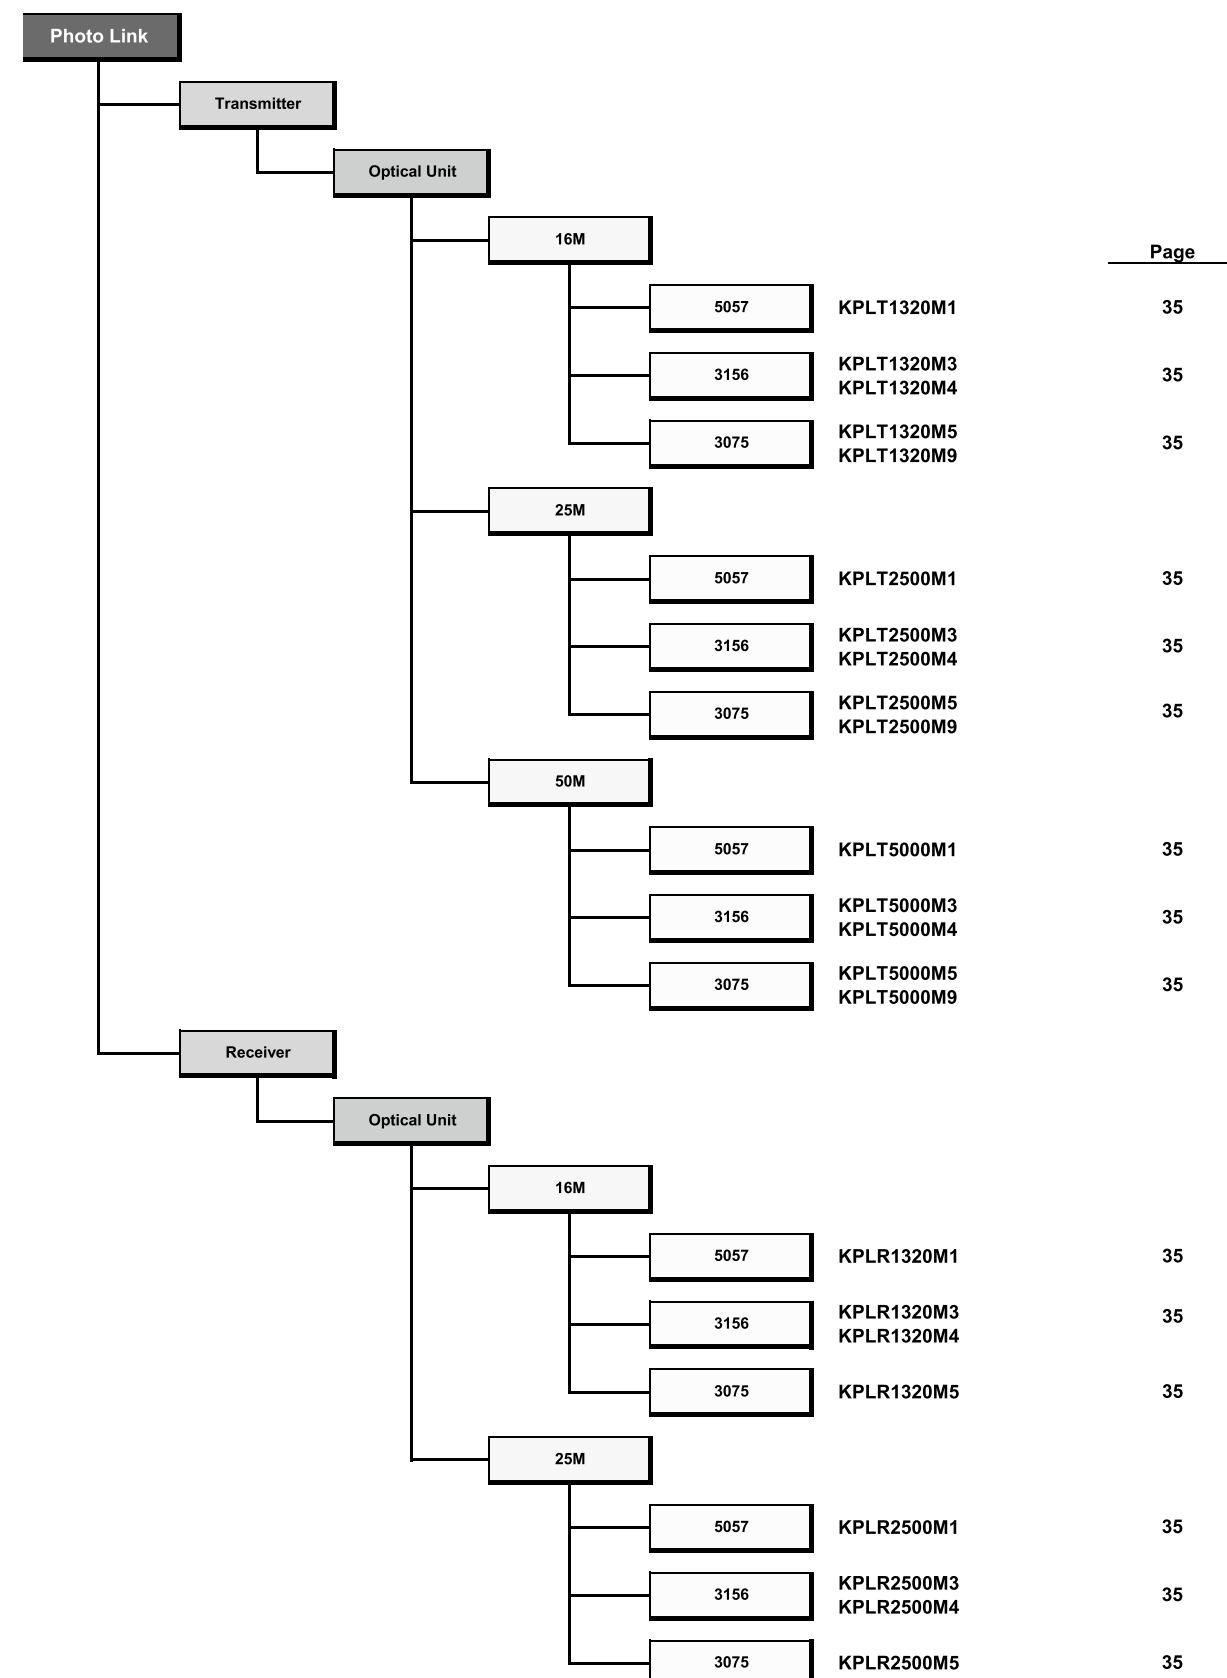 Photo Link
Transmitter
Optical Unit
16M
Page
5057 KPLT1320M1 35
3156 KPLT1320M3 35
KPLT1320M4
3075 KPLT1320M5 35
KPLT1320M9
25M
5057 KPLT2500M1 35
3156 KPLT2500M3 35
KPLT2500M4
3075 KPLT2500M5 35
KPLT2500M9
50M
5057 KPLT5000M1 35
3156 KPLT5000M3 35
KPLT5000M4
3075 KPLT5000M5 35
KPLT5000M9
Receiver
Optical Unit
16M
5057 KPLR1320M1 35
3156 KPLR1320M3 35
KPLR1320M4
3075 KPLR1320M5 35
25M
5057 KPLR2500M1 35
3156 KPLR2500M3 35
KPLR2500M4
3075 KPLR2500M5 35